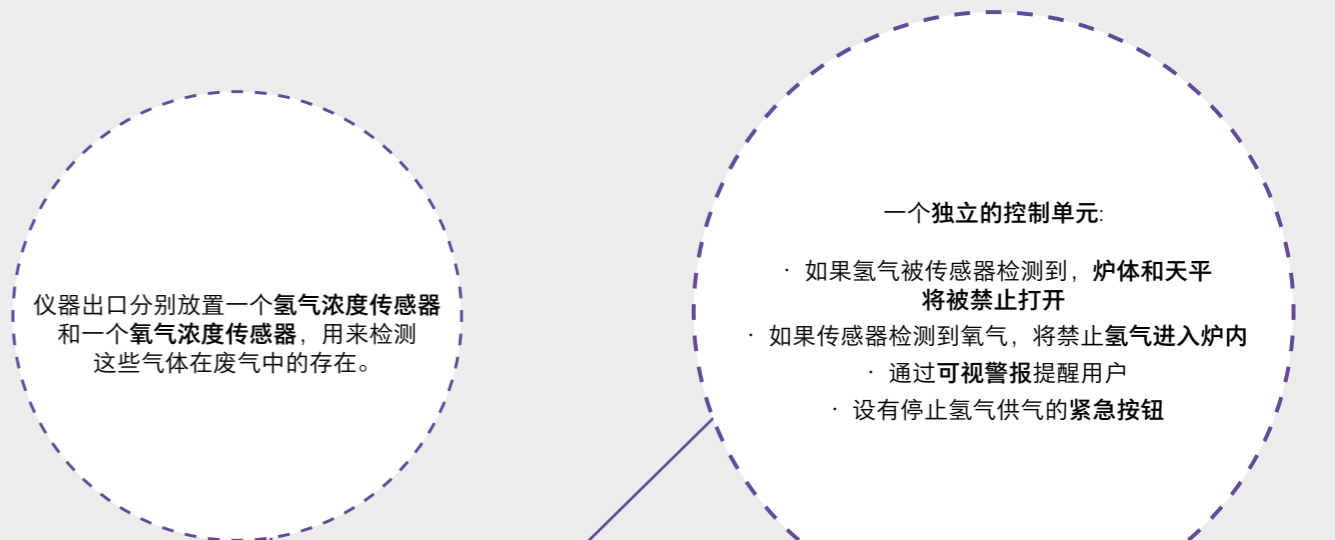 仪器出口分别放置一个氢气浓度传感器
和一个氧气浓度传感器，用来检测
这些气体在废气中的存在。
一个独立的控制单元:
· 如果氢气被传感器检测到，炉体和天平
将被禁止打开
· 如果传感器检测到氧气，将禁止氢气进入炉内
· 通过可视警报提醒用户
· 设有停止氢气供气的紧急按钮